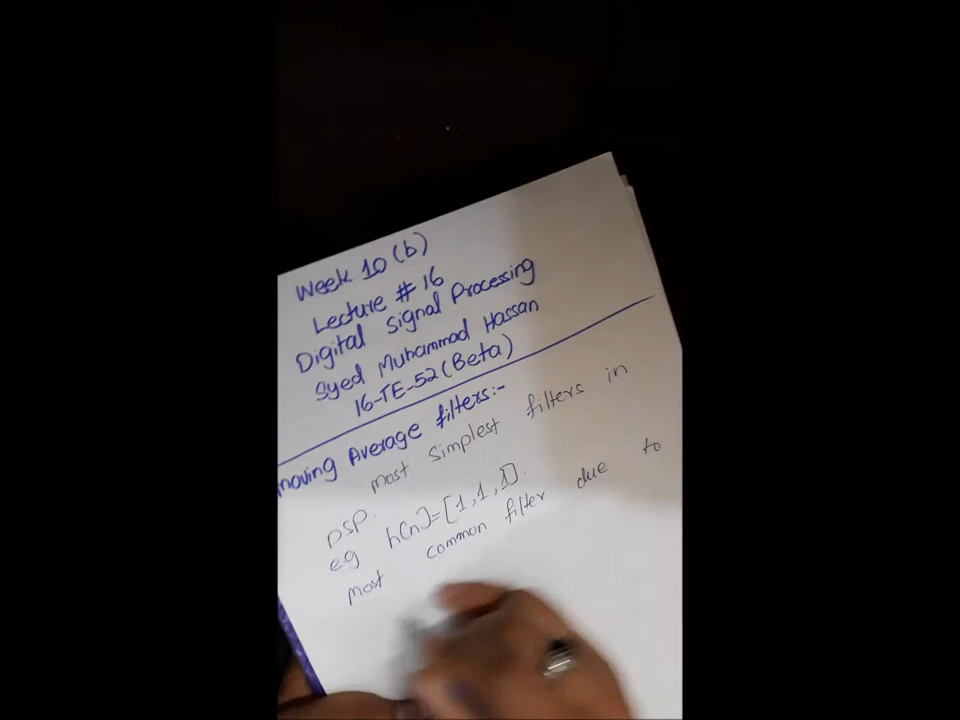 Week 10 (b)
Lecture # 16
Digital Signal Processing
Syed Muhammad Hassan
16-TE-52 (Beta)
Moving Average filters:-
Most simplest filters in
DSP.
eg h(n)=[1,1,1].
Most common filter due to